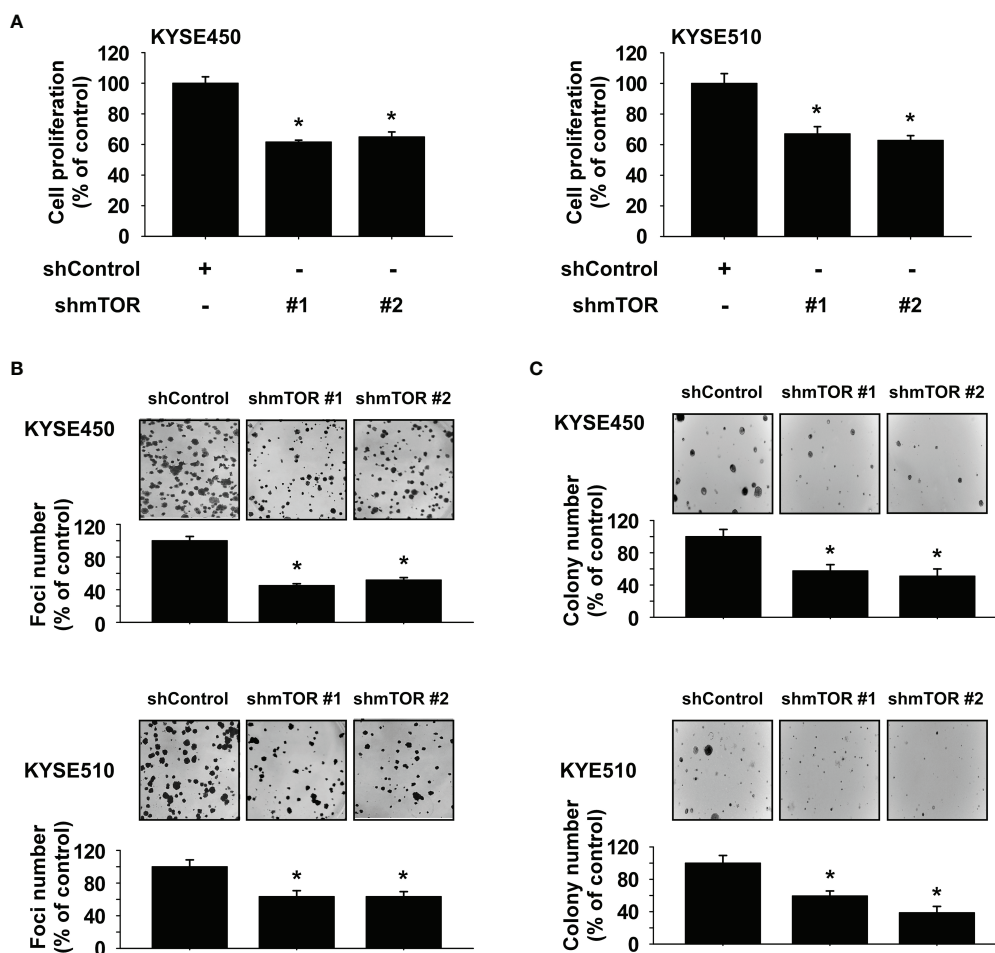 A
KYSE450
Cell proliferation
(% of control)
120
100
80
60
40
20
0
* *
shControl + - -
shmTOR - #1 #2
KYSE510
Cell proliferation
(% of control)
120
100
80
60
40
20
0
* *
shControl + - -
shmTOR - #1 #2
B
shControl shmTOR #1 shmTOR #2
KYSE450
Foci number
(% of control)
120
80
40
0
* *
shControl shmTOR #1 shmTOR #2
KYSE510
Foci number
(% of control)
120
80
40
0
* *
C
shControl shmTOR #1 shmTOR #2
KYSE450
Colony number
(% of control)
120
80
40
0
* *
shControl shmTOR #1 shmTOR #2
KYE510
Colony number
(% of control)
120
80
40
0
* *